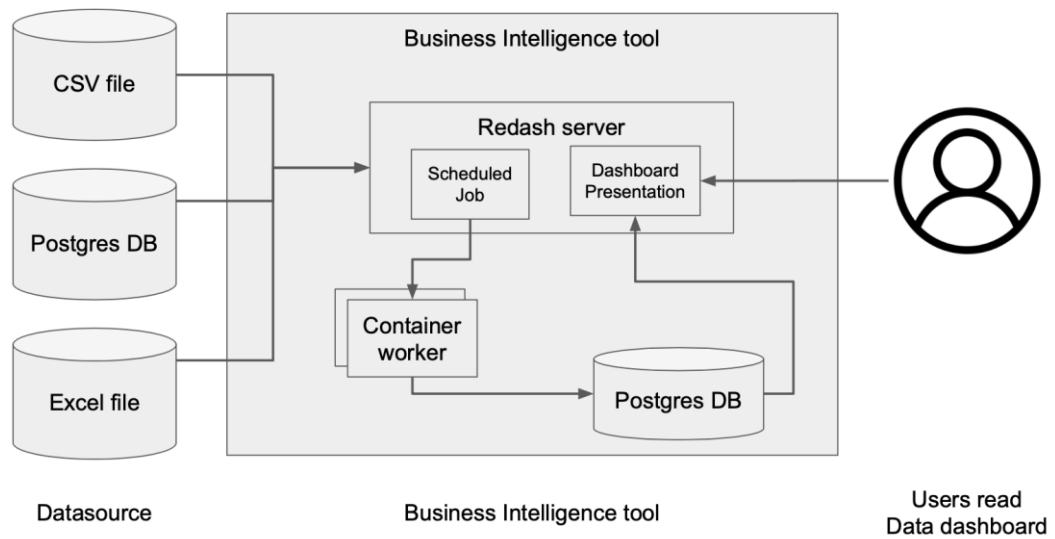 Business Intelligence tool
CSV file
Redash server
Scheduled
Job
Dashboard
Presentation
Postgres DB
Container
worker
Postgres DB
Excel file
Datasource
Business Intelligence tool
Users read
Data dashboard